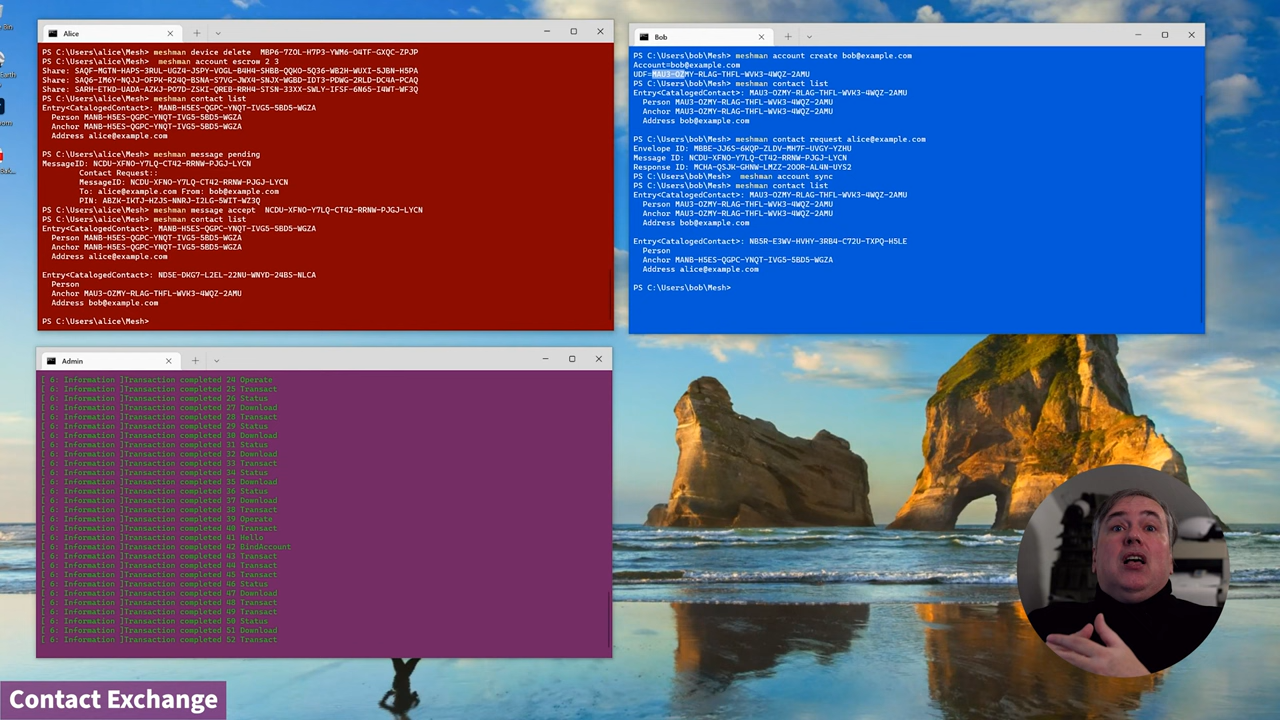 Alice
PS C:\Users\alice\Mesh> meshman device delete  MBP6-7ZOL-H7P3-YWM6-O4TF-GXQC-ZPJP
PS C:\Users\alice\Mesh>  meshman account escrow 2 3
Share: SAQF-MGTN-HAPS-3RUL-UGZ4-JSPY-VOGL-B4H4-SHBB-QQKO-5Q36-WB2H-WUXI-5JBN-H5PA
Share: SAQ6-IM6Y-NQJJ-OFPK-R24Q-BSNA-S7VG-JWX4-SNJX-WGBD-IDT3-PDWG-2RLD-DC4A-PCAQ
Share: SARH-ETKD-UADA-AZKJ-PO7D-ZSKI-QREB-RRH4-STSN-33XX-SWLY-IFSF-6N65-I4WT-WF3Q
PS C:\Users\alice\Mesh> meshman contact list
Entry<CatalogedContact>: MANB-H5ES-QGPC-YNQT-IVG5-5BD5-WGZA
Person MANB-H5ES-QGPC-YNQT-IVG5-5BD5-WGZA
Anchor MANB-H5ES-QGPC-YNQT-IVG5-5BD5-WGZA
Address alice@example.com
PS C:\Users\alice\Mesh> meshman message pending
MessageID: NCDU-XFNO-Y7LQ-CT42-RRNW-PJGJ-LYCN
Contact Request::
MessageID: NCDU-XFNO-Y7LQ-CT42-RRNW-PJGJ-LYCN
To: alice@example.com From: bob@example.com
PIN: ABZK-IKTJ-HZJS-NNRJ-I2LG-5WIT-WZ3Q
PS C:\Users\alice\Mesh> meshman message accept  NCDU-XFNO-Y7LQ-CT42-RRNW-PJGJ-LYCN
PS C:\Users\alice\Mesh> meshman contact list
Entry<CatalogedContact>: MANB-H5ES-QGPC-YNQT-IVG5-5BD5-WGZA
Person MANB-H5ES-QGPC-YNQT-IVG5-5BD5-WGZA
Anchor MANB-H5ES-QGPC-YNQT-IVG5-5BD5-WGZA
Address alice@example.com
Entry<CatalogedContact>: ND5E-DKG7-L2EL-22NU-WNYD-24BS-NLCA
Person
Anchor MAU3-OZMY-RLAG-THFL-WVK3-4WQZ-2AMU
Address bob@example.com
PS C:\Users\alice\Mesh>
Bob
PS C:\Users\bob\Mesh> meshman account create bob@example.com
Account=bob@example.com
UDF=MAU3-OZMY-RLAG-THFL-WVK3-4WQZ-2AMU
PS C:\Users\bob\Mesh> meshman contact list
Entry<CatalogedContact>: MAU3-OZMY-RLAG-THFL-WVK3-4WQZ-2AMU
Person MAU3-OZMY-RLAG-THFL-WVK3-4WQZ-2AMU
Anchor MAU3-OZMY-RLAG-THFL-WVK3-4WQZ-2AMU
Address bob@example.com
PS C:\Users\bob\Mesh> meshman contact request alice@example.com
Envelope ID: MBBE-JJ6S-6KQP-ZLDV-MH7F-UVGY-YZHU
Message ID: NCDU-XFNO-Y7LQ-CT42-RRNW-PJGJ-LYCN
Response ID: MCHA-QSJK-GHNW-LMZZ-2OOR-AL4N-UYS2
PS C:\Users\bob\Mesh>  meshman account sync
PS C:\Users\bob\Mesh> meshman contact list
Entry<CatalogedContact>: MAU3-OZMY-RLAG-THFL-WVK3-4WQZ-2AMU
Person MAU3-OZMY-RLAG-THFL-WVK3-4WQZ-2AMU
Anchor MAU3-OZMY-RLAG-THFL-WVK3-4WQZ-2AMU
Address bob@example.com
Entry<CatalogedContact>: NB5R-E3WV-HVHY-3RB4-C72U-TXPQ-H5LE
Person
Anchor MANB-H5ES-QGPC-YNQT-IVG5-5BD5-WGZA
Address alice@example.com
PS C:\Users\bob\Mesh>
Admin
[ 6: Information ]Transaction completed 24 Operate
[ 6: Information ]Transaction completed 25 Transact
[ 6: Information ]Transaction completed 26 Status
[ 6: Information ]Transaction completed 27 Download
[ 6: Information ]Transaction completed 28 Transact
[ 6: Information ]Transaction completed 29 Status
[ 6: Information ]Transaction completed 30 Download
[ 6: Information ]Transaction completed 31 Status
[ 6: Information ]Transaction completed 32 Download
[ 6: Information ]Transaction completed 33 Transact
[ 6: Information ]Transaction completed 34 Status
[ 6: Information ]Transaction completed 35 Download
[ 6: Information ]Transaction completed 36 Status
[ 6: Information ]Transaction completed 37 Download
[ 6: Information ]Transaction completed 38 Transact
[ 6: Information ]Transaction completed 39 Operate
[ 6: Information ]Transaction completed 40 Transact
[ 6: Information ]Transaction completed 41 Hello
[ 6: Information ]Transaction completed 42 BindAccount
[ 6: Information ]Transaction completed 43 Transact
[ 6: Information ]Transaction completed 44 Transact
[ 6: Information ]Transaction completed 45 Transact
[ 6: Information ]Transaction completed 46 Status
[ 6: Information ]Transaction completed 47 Download
[ 6: Information ]Transaction completed 48 Transact
[ 6: Information ]Transaction completed 49 Transact
[ 6: Information ]Transaction completed 50 Status
[ 6: Information ]Transaction completed 51 Download
[ 6: Information ]Transaction completed 52 Transact
Bin
Earth
Contact Exchange